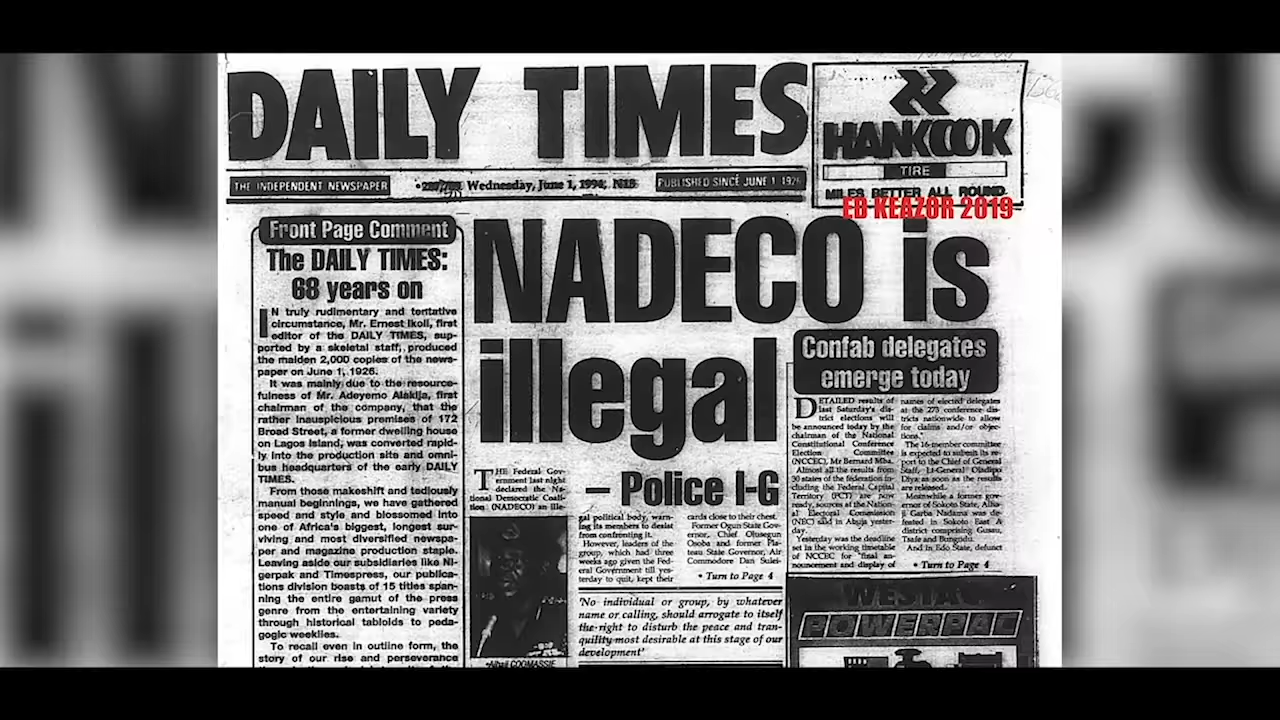 DAILY TIMES
THE INDEPENDENT NEWSPAPER
Wednesday, June 1, 1994, N15
PUBLISHED SINCE JUNE 1 1926
HANKOOK
TIRE
MILES BETTER ALL ROUND.
ED KEAZOR 2019
Front Page Comment
The DAILY TIMES:
68 years on
IN truly rudimentary and tentative
circumstance, Mr. Ernest Ikoli, first
editor of the DAILY TIMES, sup-
ported by a skeletal staff, produced
the maiden 2,000 copies of the news-
paper on June 1, 1926.
It was mainly due to the resource-
fulness of Mr. Adeyemo Alakija, first
chairman of the company, that the
rather inauspicious premises of 172
Broad Street, a former dwelling house
on Lagos Island, was converted rapid-
ly into the production site and omni-
bus headquarters of the early DAILY
TIMES.
From those makeshift and tediously
manual beginnings, we have gathered
speed and style and blossomed into
one of Africa's biggest, longest sur-
viving and most diversified newspa-
per and magazine production staple.
Leaving aside our subsidiaries like Ni-
gerpak and Timespress, our publica-
tions division boasts of 15 titles span-
ning the entire gamut of the press
genre from the entertaining variety
through historical tabloids to peda-
gogic weeklies.
To recall even in outline form, the
story of our rise and perseverance
NADECO is
illegal
– Police I-G
THE Federal Gov-
ernment last night
declared the Na-
tional Democratic Coali-
tion (NADECO) an ille-
•Alhaji COOMASSIE
gal political body, warn-
ing its members to desist
from confronting it.
However, leaders of the
group, which had three
weeks ago given the Fed-
eral Government till yes-
terday to quit, kept their
cards close to their chest.
Former Ogun State Gov-
ernor, Chief Olusegun
Osoba and former Pla-
teau State Governor, Air
Commodore Dan Sulei-
• Turn to Page 4
'No individual or group, by whatever
name or calling, should arrogate to itself
the right to disturb the peace and tran-
quility most desirable at this stage of our
development'
Confab delegates
emerge today
DETAILED results of
last Saturday's dis-
trict elections will
be announced today by the
chairman of the National
Constitutional Conference
Election Committee
(NCCEC), Mr Bernard Mba.
Almost all the results from
30 states of the federation in-
cluding the Federal Capital
Territory (FCT) are now
ready, sources at the Nation-
al Electoral Commission
(NEC) said in Abuja yester-
day.
Yesterday was the deadline
set in the working timetable
of NCCEC for "final an-
nouncement and display of
names of elected delegates
at the 273 conference dis-
tricts nationwide to allow
for claims and/or objec-
tions."
The 16-member committee
is expected to submit its re-
port to the Chief of General
Staff, Lt-General Oladipo
Diya as soon as the results
are released.
Meanwhile a former gov-
ernor of Sokoto State, Alha-
ji Garba Nadama was de-
feated in Sokoto East A
district comprising Gusau,
Tsafe and Bungudu.
And in Edo State, defunct
• Turn to Page 4
POWERPAC